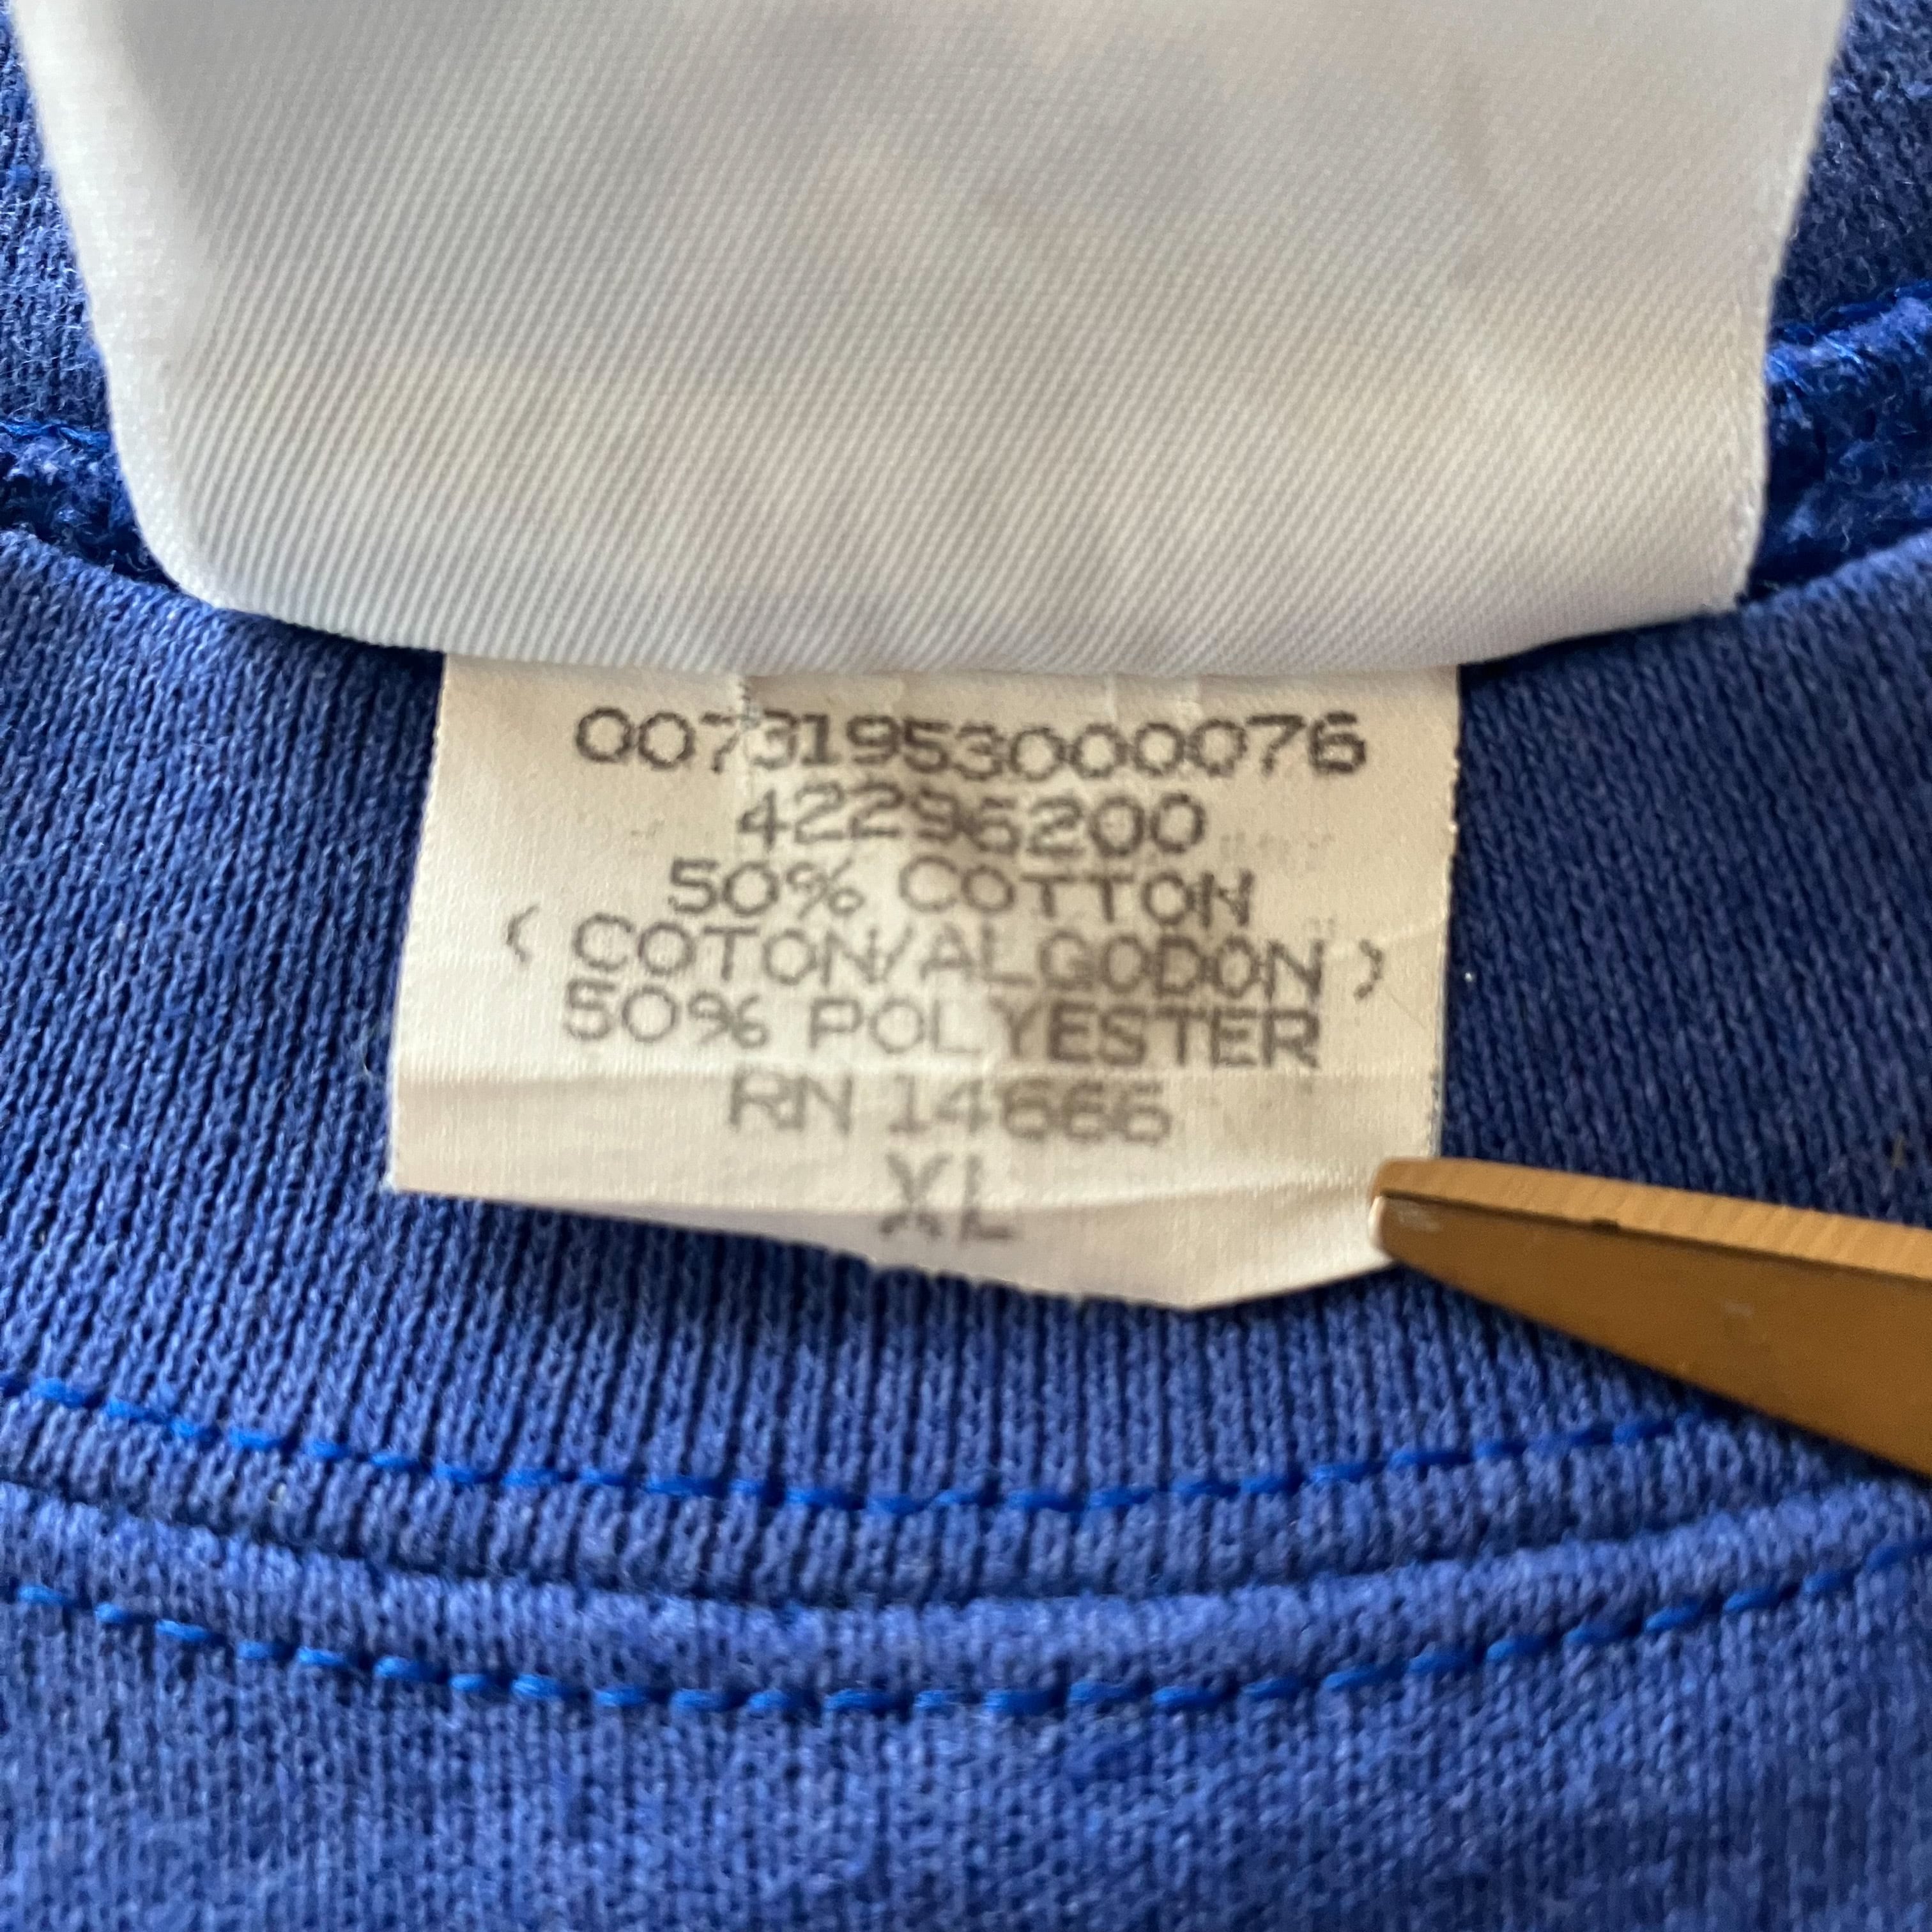 00731953000076
42296200
50% COTTON
( COTON/ALGODON )
50% POLYESTER
RN 14666
XL